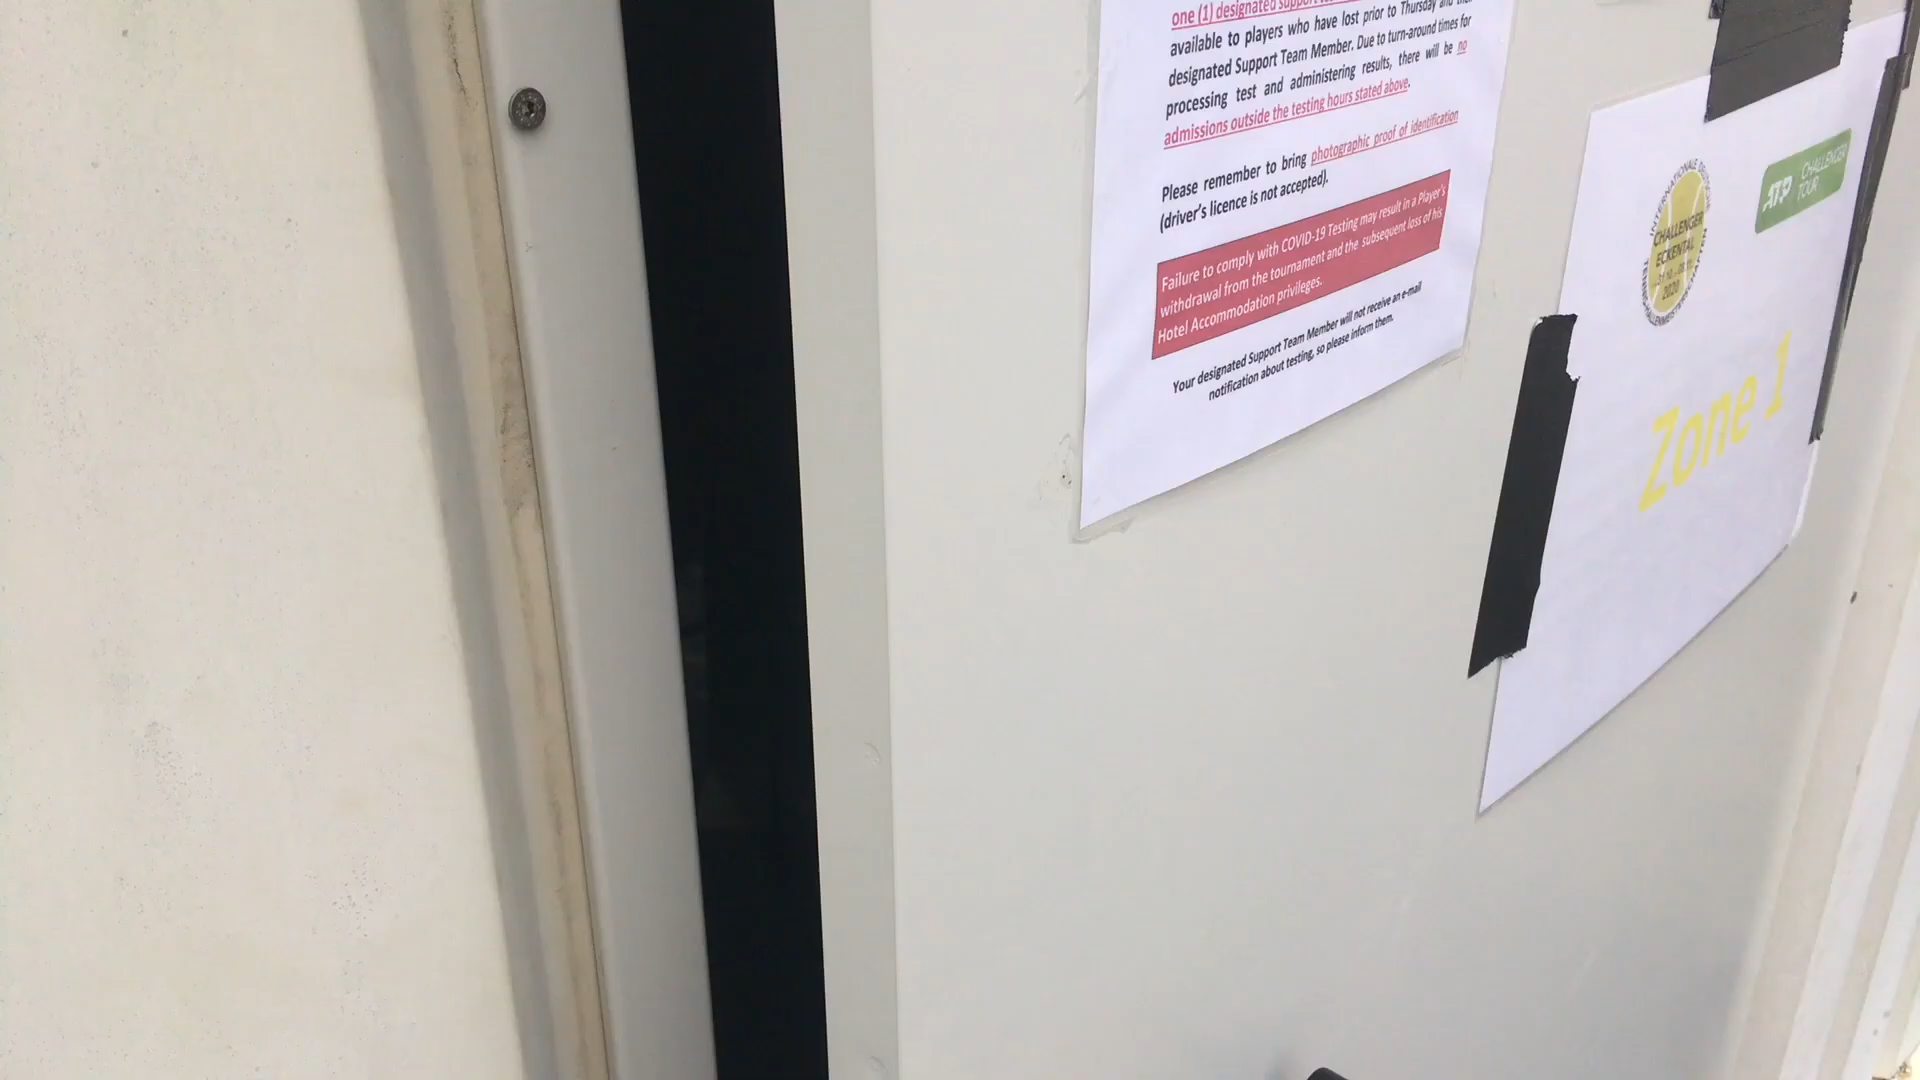 one (1) designated support
available to players who have lost prior to Thursday and
designated Support Team Member. Due to turn-around times for
processing test and administering results, there will be no
admissions outside the testing hours stated above.
Please remember to bring photographic proof of identification
(driver's licence is not accepted).
Failure to comply with COVID-19 Testing may result in a Player's
withdrawal from the tournament and the subsequent loss of his
Hotel Accommodation privileges.
Your designated Support Team Member will not receive an e-mail
notification about testing, so please inform them.
INTERNATIONALE
CHALLENGER
ECKENTAL
2020
ATP CHALLENGER
TOUR
Zone 1